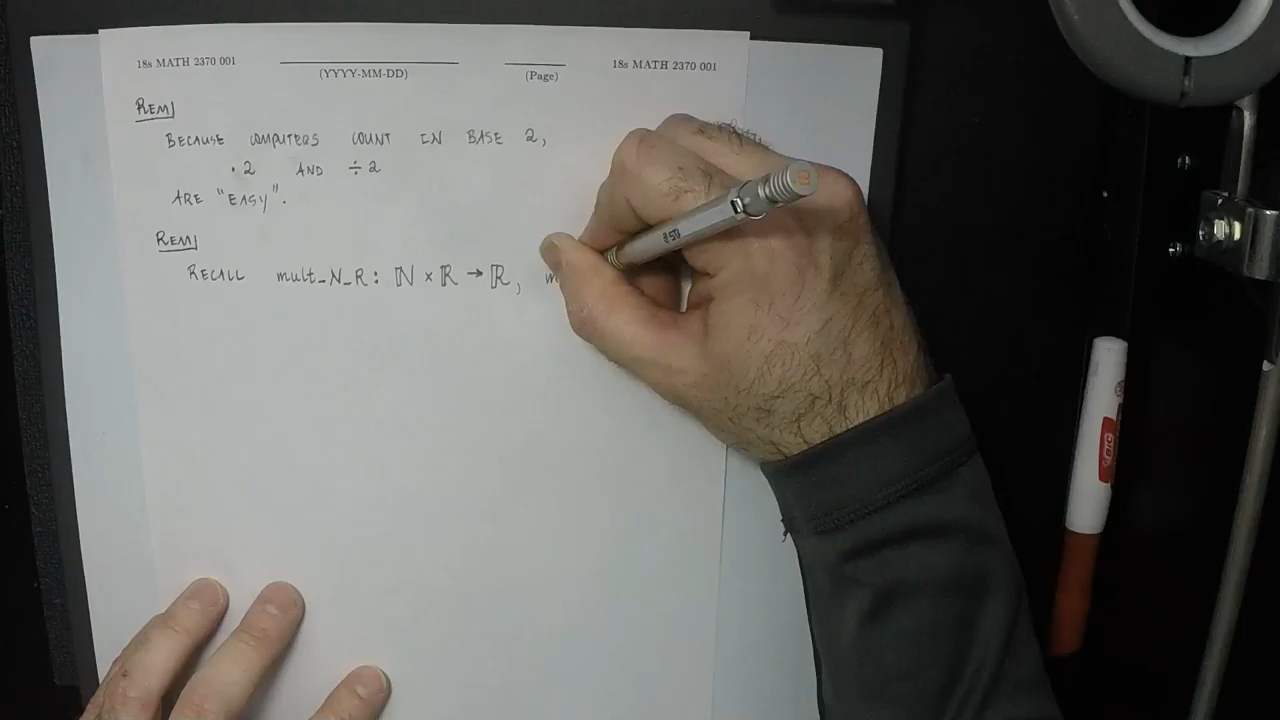 18s MATH 2370 001
(YYYY-MM-DD)
(Page)
18s MATH 2370 001
REM
BECAUSE COMPUTERS COUNT IN BASE 2,
·2 AND ÷2
ARE "EASY".
REM
RECALL mult_N_R: ℕ × ℝ → ℝ, m
BIC